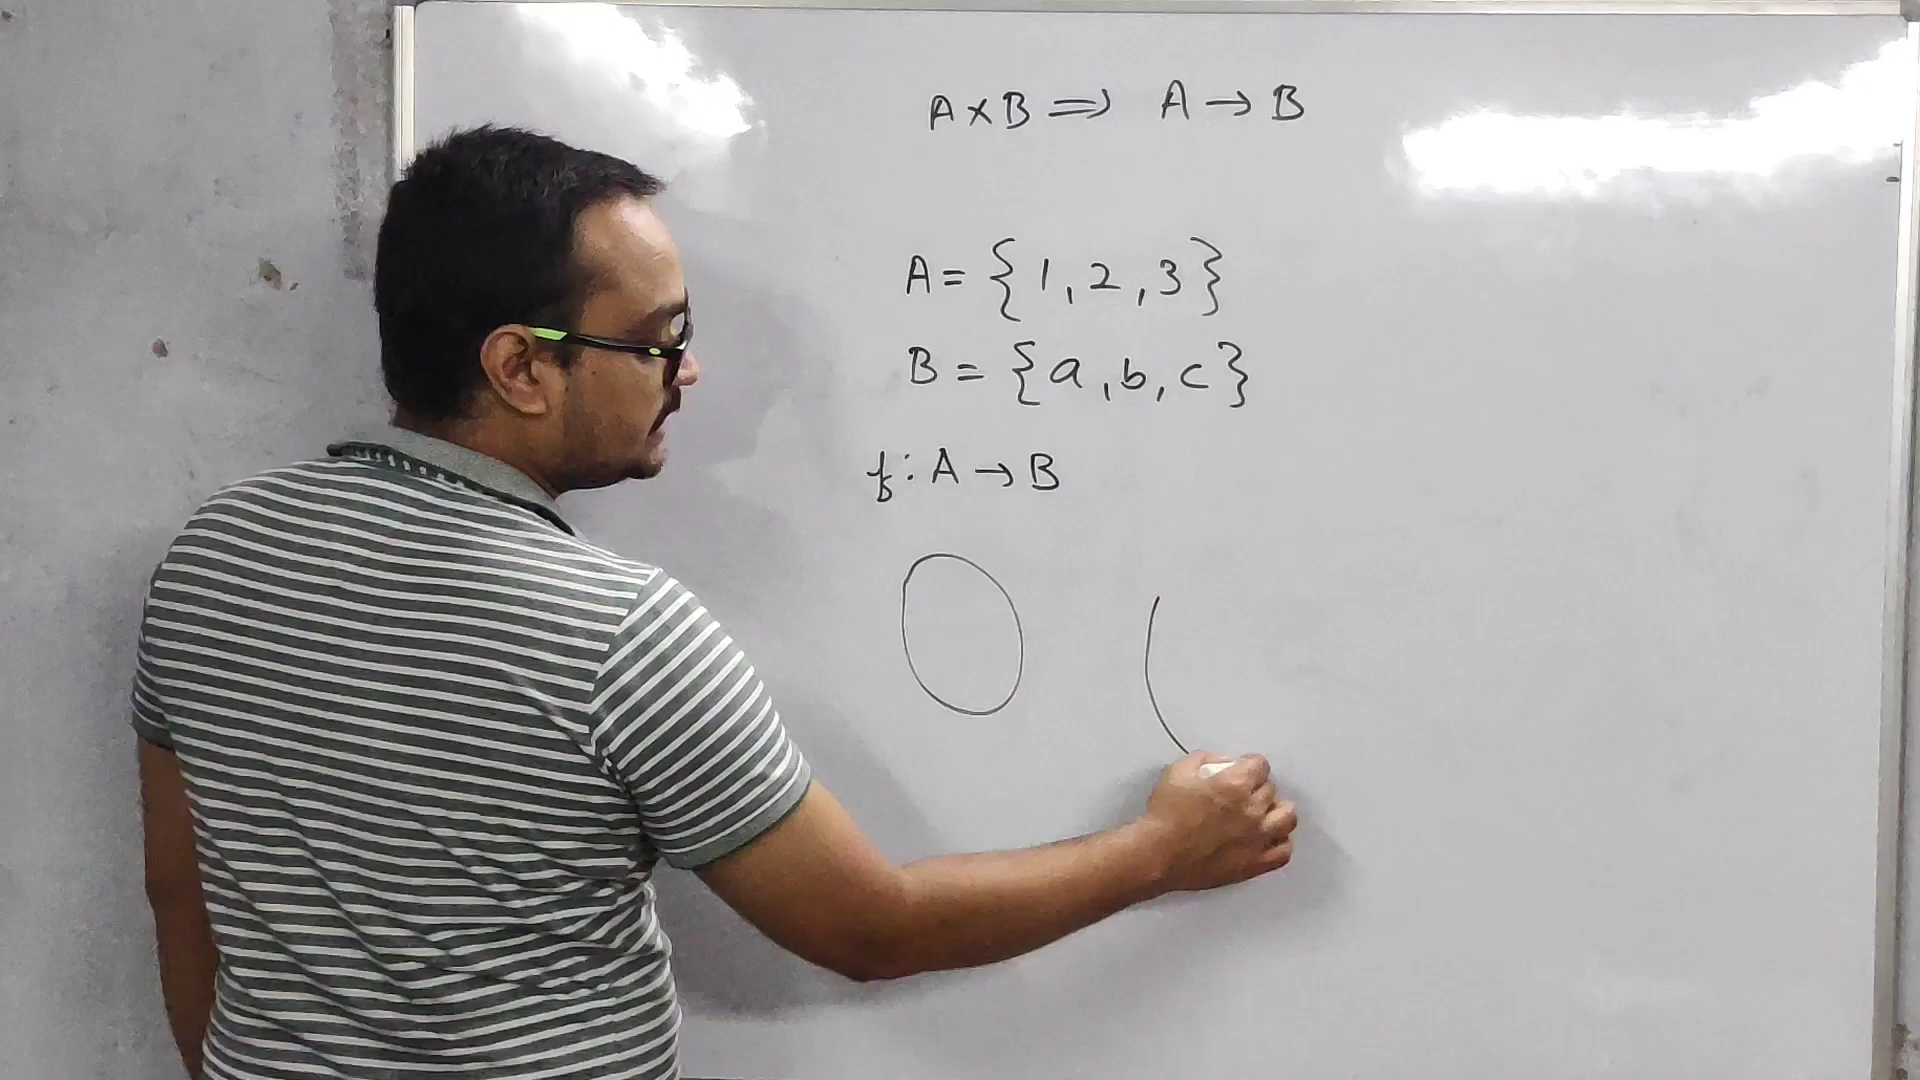 A × B ⇒ A → B
A = {1, 2, 3}
B = {a, b, c}
f: A → B